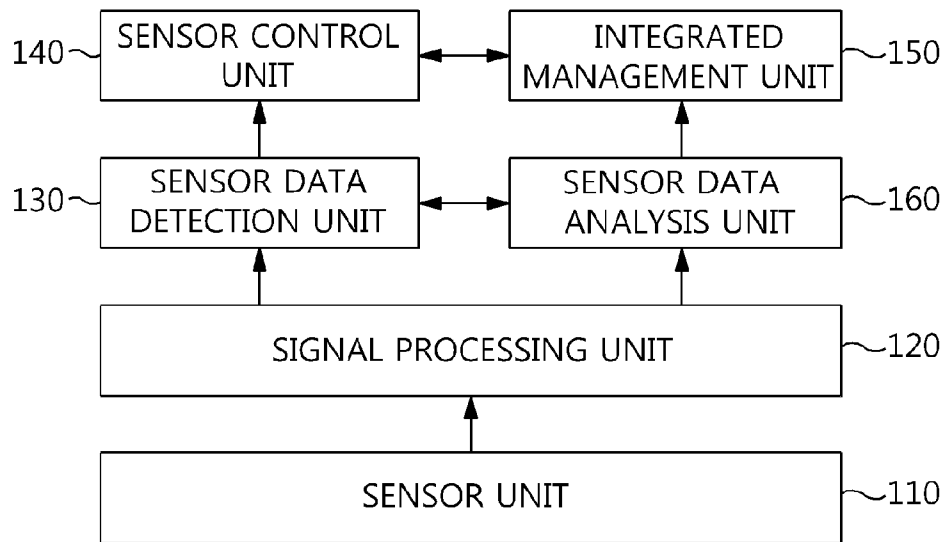 140
SENSOR CONTROL
UNIT
INTEGRATED
MANAGEMENT UNIT
150
130
SENSOR DATA
DETECTION UNIT
SENSOR DATA
ANALYSIS UNIT
160
SIGNAL PROCESSING UNIT
120
SENSOR UNIT
110